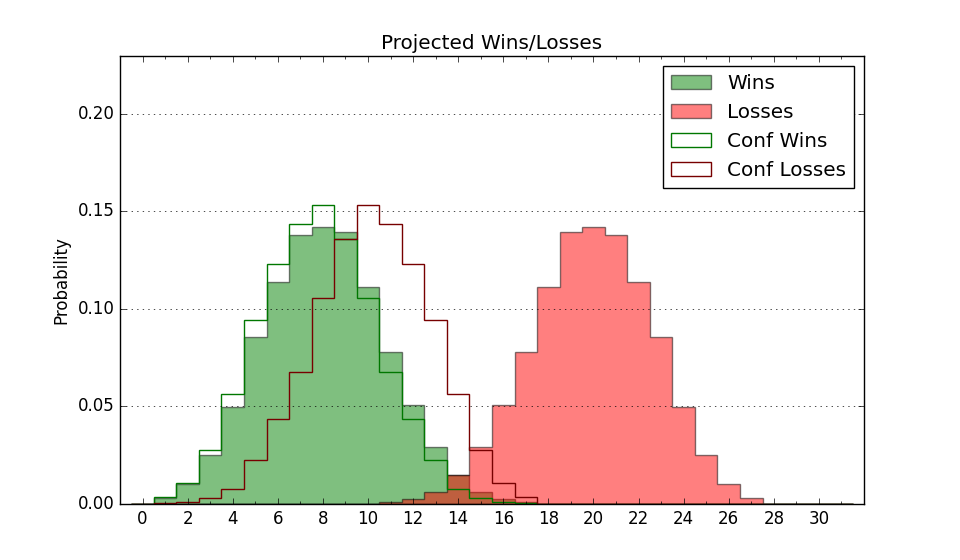 Projected Wins/Losses
Wins
Losses
Conf Wins
Conf Losses
Probability
0.20
0.15
0.10
0.05
0.00
0 2 4 6 8 10 12 14 16 18 20 22 24 26 28 30